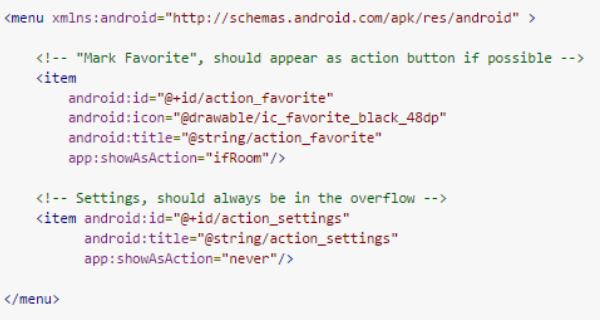 <menu xmlns:android="http://schemas.android.com/apk/res/android" >
<!-- "Mark Favorite", should appear as action button if possible -->
<item
android:id="@+id/action_favorite"
android:icon="@drawable/ic_favorite_black_48dp"
android:title="@string/action_favorite"
app:showAsAction="ifRoom"/>
<!-- Settings, should always be in the overflow -->
<item android:id="@+id/action_settings"
android:title="@string/action_settings"
app:showAsAction="never"/>
</menu>